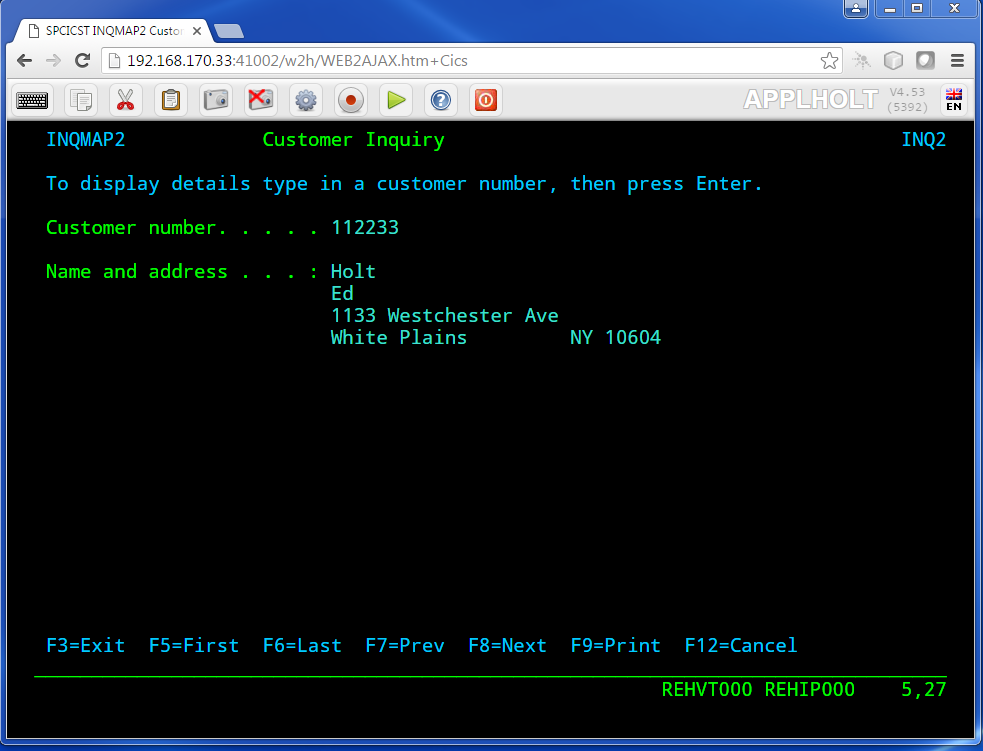 SPCICST INQMAP2 Custo
192.168.170.33:41002/w2h/WEB2AJAX.htm+Cics
APPLHOLT V4.53
(5392)
EN
INQMAP2 Customer Inquiry INQ2
To display details type in a customer number, then press Enter.
Customer number. . . . . 112233
Name and address . . . : Holt
Ed
1133 Westchester Ave
White Plains NY 10604
F3=Exit F5=First F6=Last F7=Prev F8=Next F9=Print F12=Cancel
REHVT000 REHIP000 5,27